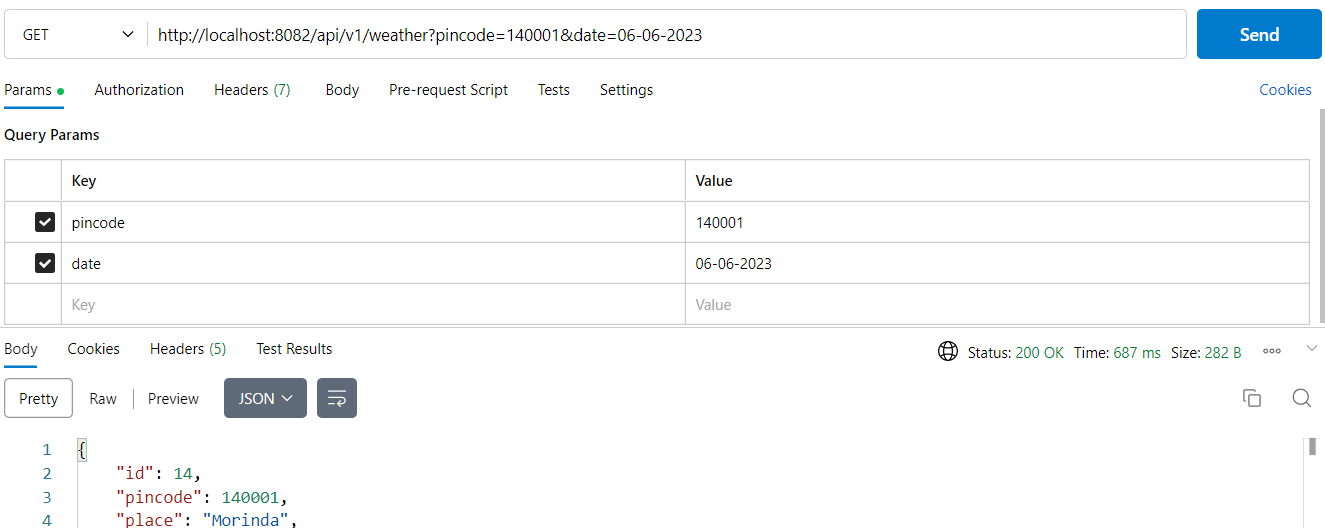 GET http://localhost:8082/api/v1/weather?pincode=140001&date=06-06-2023 Send
Params Authorization Headers (7) Body Pre-request Script Tests Settings Cookies
Query Params
Key Value
pincode 140001
date 06-06-2023
Key Value
Body Cookies Headers (5) Test Results Status: 200 OK Time: 687 ms Size: 282 B
Pretty Raw Preview JSON
1 {
2 "id": 14,
3 "pincode": 140001,
4 "place": "Morinda",